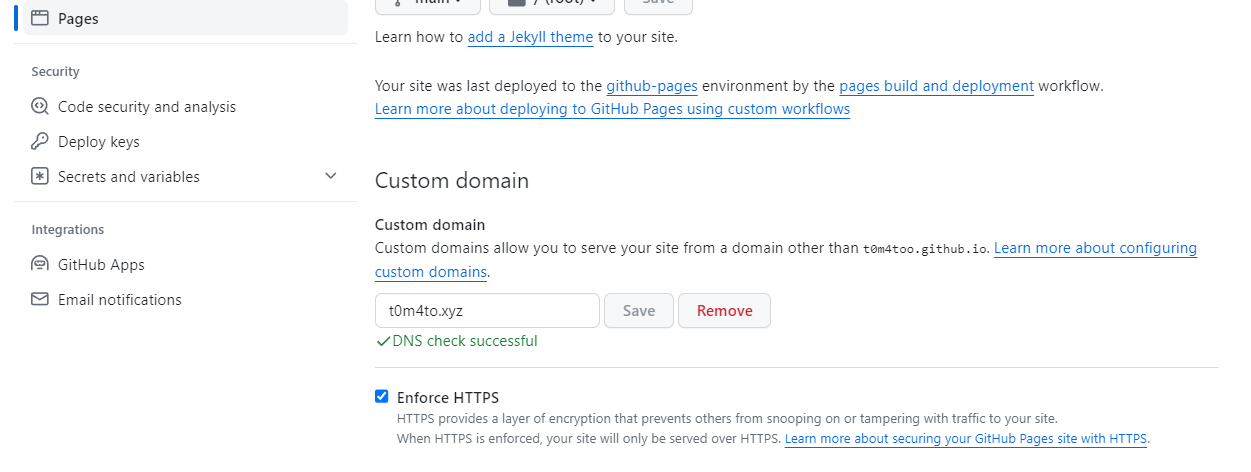 main
/ (root)
Save
Pages
Learn how to add a Jekyll theme to your site.
Security
Your site was last deployed to the github-pages environment by the pages build and deployment workflow.
Learn more about deploying to GitHub Pages using custom workflows
Code security and analysis
Deploy keys
Secrets and variables
Integrations
GitHub Apps
Email notifications
Custom domain
Custom domain
Custom domains allow you to serve your site from a domain other than t0m4too.github.io. Learn more about configuring
custom domains.
t0m4to.xyz
Save
Remove
DNS check successful
Enforce HTTPS
HTTPS provides a layer of encryption that prevents others from snooping on or tampering with traffic to your site.
When HTTPS is enforced, your site will only be served over HTTPS. Learn more about securing your GitHub Pages site with HTTPS.